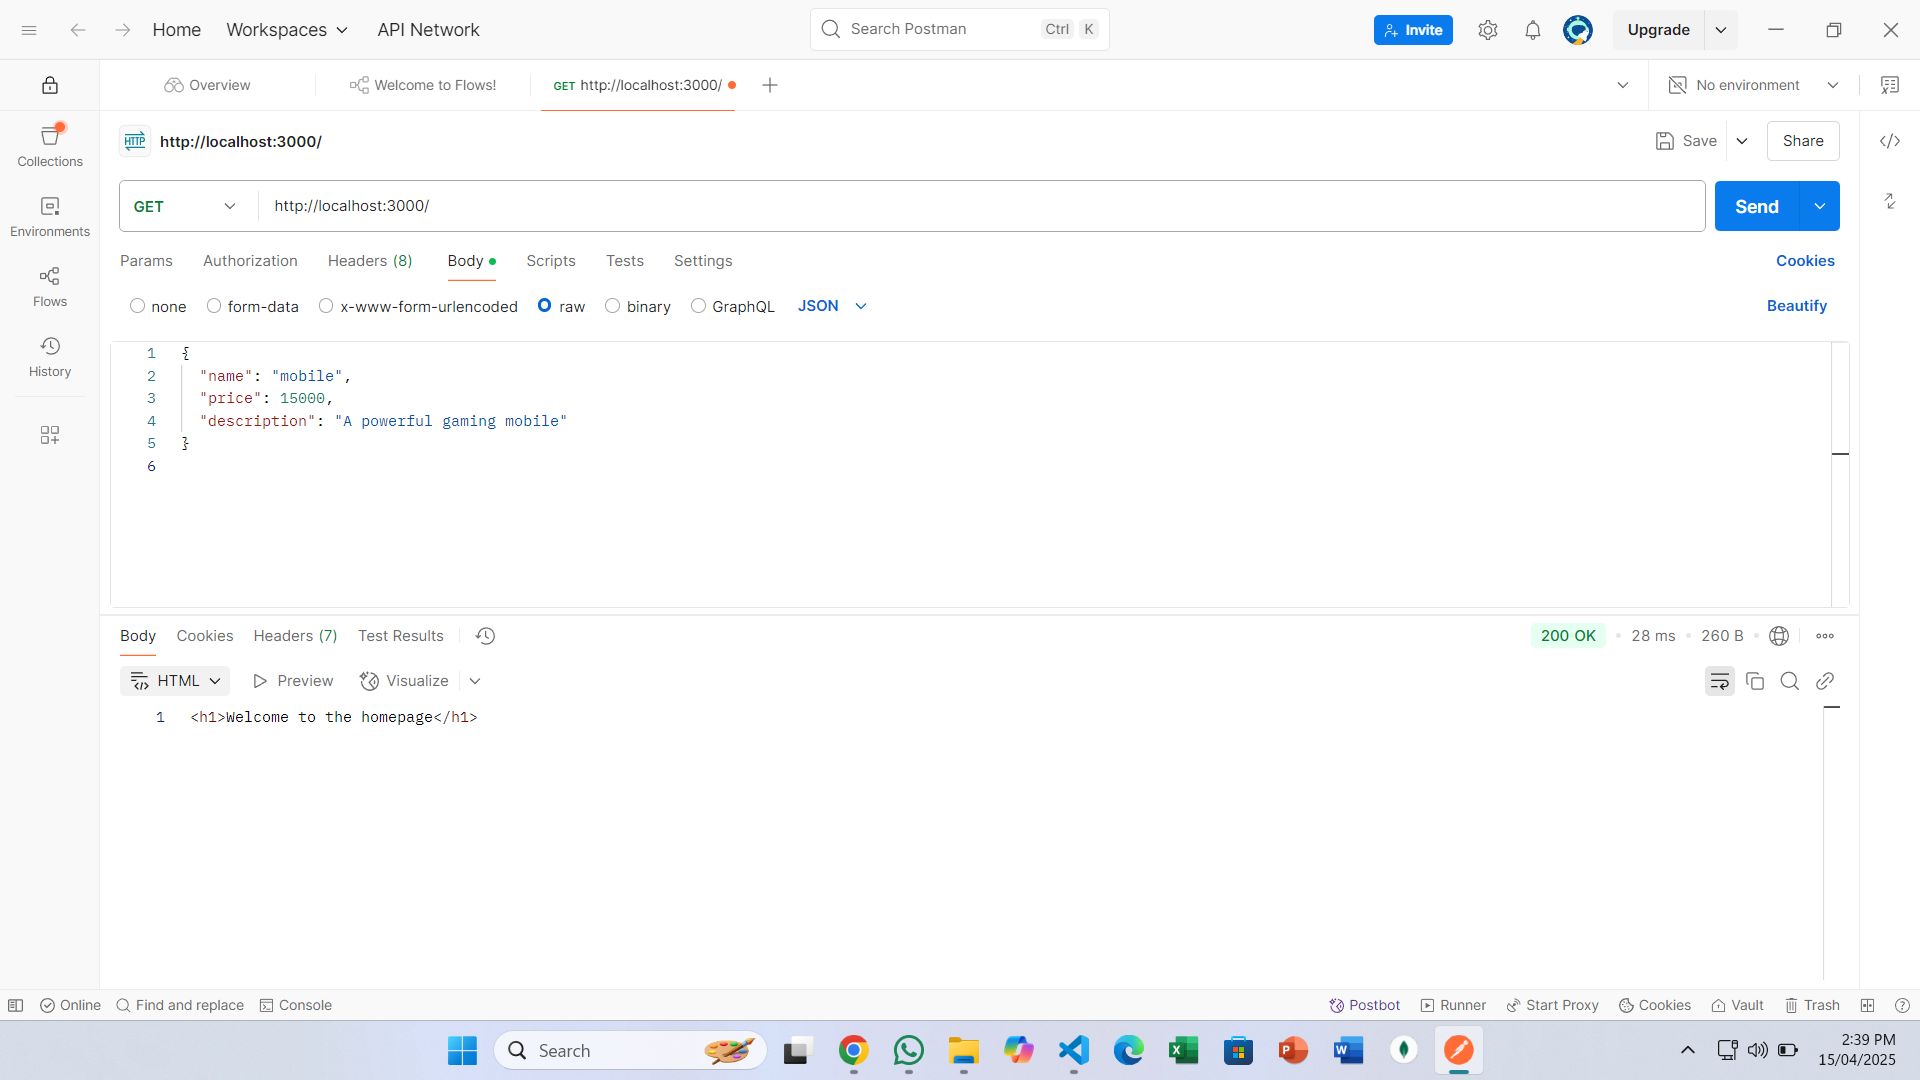 Home Workspaces API Network Search Postman Ctrl K Invite Upgrade
Overview Welcome to Flows! GET http://localhost:3000/ No environment
HTTP http://localhost:3000/ Save Share
Collections
Environments
Flows
History
GET http://localhost:3000/ Send
Params Authorization Headers (8) Body Scripts Tests Settings Cookies
none form-data x-www-form-urlencoded raw binary GraphQL JSON Beautify
1 {
2 "name": "mobile",
3 "price": 15000,
4 "description": "A powerful gaming mobile"
5 }
6
Body Cookies Headers (7) Test Results 200 OK 28 ms 260 B
HTML Preview Visualize
1 <h1>Welcome to the homepage</h1>
Online Find and replace Console Postbot Runner Start Proxy Cookies Vault Trash
Search 2:39 PM
15/04/2025